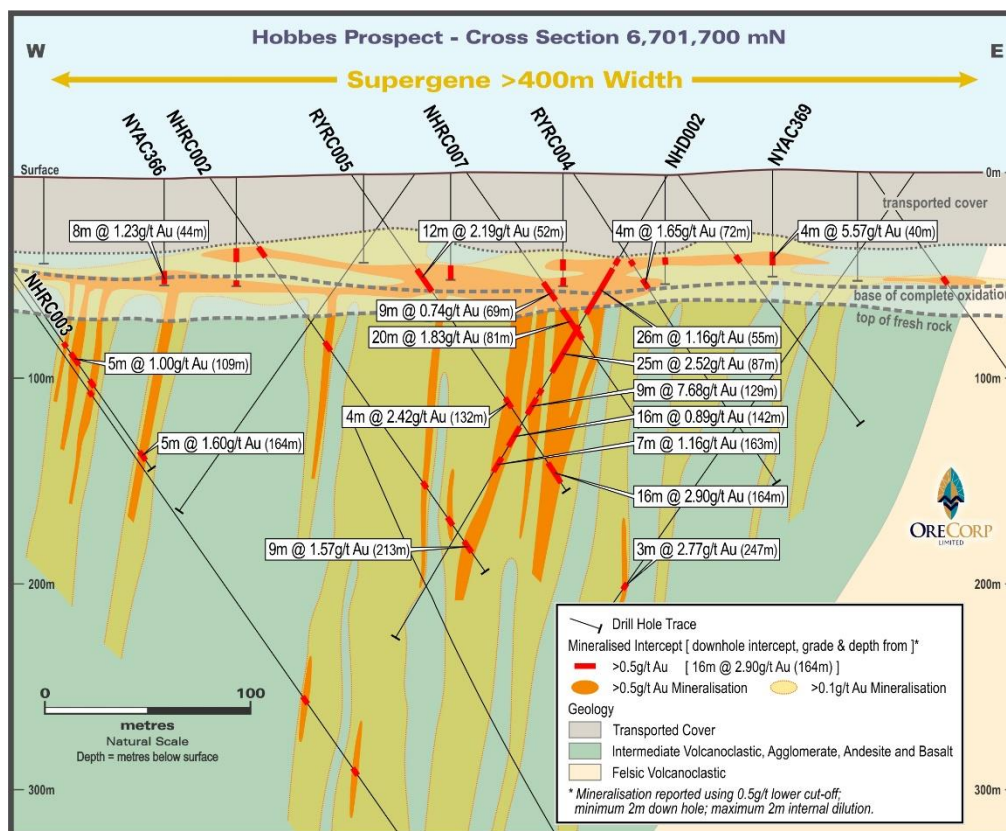 Hobbes Prospect - Cross Section 6,701,700 mN
W
E
Supergene >400m Width
NYAC366
NHRC002
RYRC005
NHRC007
RYRC004
NHD002
NYAC369
Surface
0m
transported cover
8m @ 1.23g/t Au (44m)
12m @ 2.19g/t Au (52m)
4m @ 1.65g/t Au (72m)
4m @ 5.57g/t Au (40m)
NHRC003
base of complete oxidation
top of fresh rock
9m @ 0.74g/t Au (69m)
20m @ 1.83g/t Au (81m)
26m @ 1.16g/t Au (55m)
25m @ 2.52g/t Au (87m)
5m @ 1.00g/t Au (109m)
100m
100m
9m @ 7.68g/t Au (129m)
4m @ 2.42g/t Au (132m)
16m @ 0.89g/t Au (142m)
5m @ 1.60g/t Au (164m)
7m @ 1.16g/t Au (163m)
16m @ 2.90g/t Au (164m)
ORECORP
LIMITED
9m @ 1.57g/t Au (213m)
3m @ 2.77g/t Au (247m)
200m
200m
Drill Hole Trace
Mineralised Intercept [ downhole intercept, grade & depth from ]*
>0.5g/t Au [ 16m @ 2.90g/t Au (164m) ]
>0.5g/t Au Mineralisation >0.1g/t Au Mineralisation
Geology
Transported Cover
Intermediate Volcanoclastic, Agglomerate, Andesite and Basalt
Felsic Volcanoclastic
* Mineralisation reported using 0.5g/t lower cut-off;
minimum 2m down hole; maximum 2m internal dilution.
0 100
metres
Natural Scale
Depth = metres below surface
300m
300m